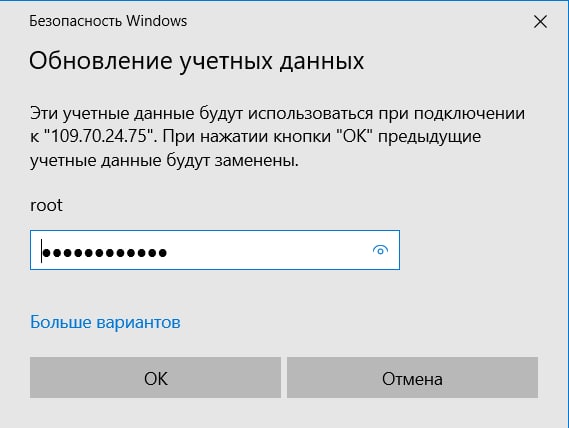 Безопасность Windows
Обновление учетных данных
Эти учетные данные будут использоваться при подключении
к "109.70.24.75". При нажатии кнопки "ОК" предыдущие
учетные данные будут заменены.
root
●●●●●●●●●●●●
Больше вариантов
ОК
Отмена